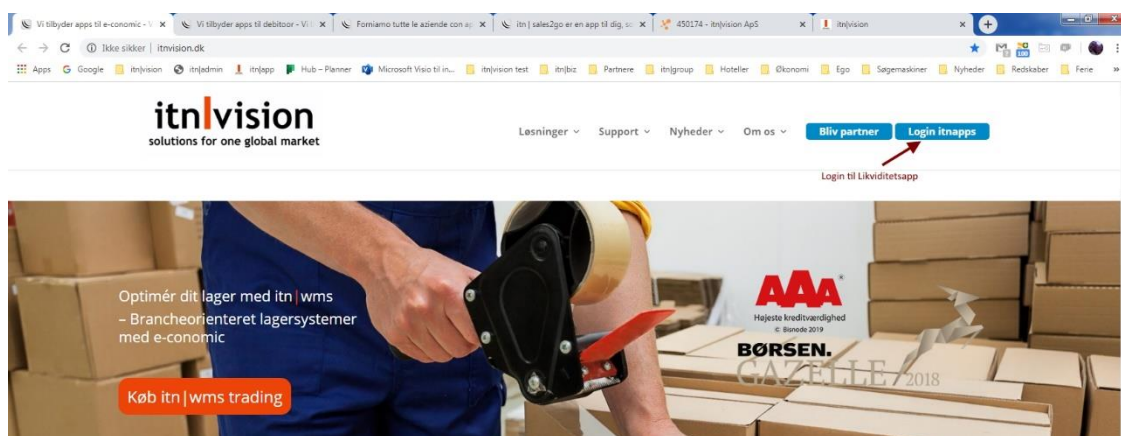 Vi tilbyder apps til e-conomic - V
Vi tilbyder apps til debitoor - Vi
Forniamo tutte le aziende con ap
itn | sales2go er en app til dig, so
450174 - itn|vision ApS
itn|vision
Ikke sikker | itnvision.dk
Apps Google itn|vision itn|admin itn|app Hub – Planner Microsoft Visio til in... itn|vision test itn|biz Partnere itn|group Hoteller Økonomi Ego Søgemaskiner Nyheder Redskaber Ferie »
itn|vision
solutions for one global market
Løsninger Support Nyheder Om os Bliv partner Login itnapps
Login til Likviditetsapp
Optimér dit lager med itn|wms
– Brancheorienteret lagersystemer
med e-conomic
Køb itn|wms trading
AAA®
Højeste kreditværdighed
© Bisnode 2019
BØRSEN.
GAZELLE 2018